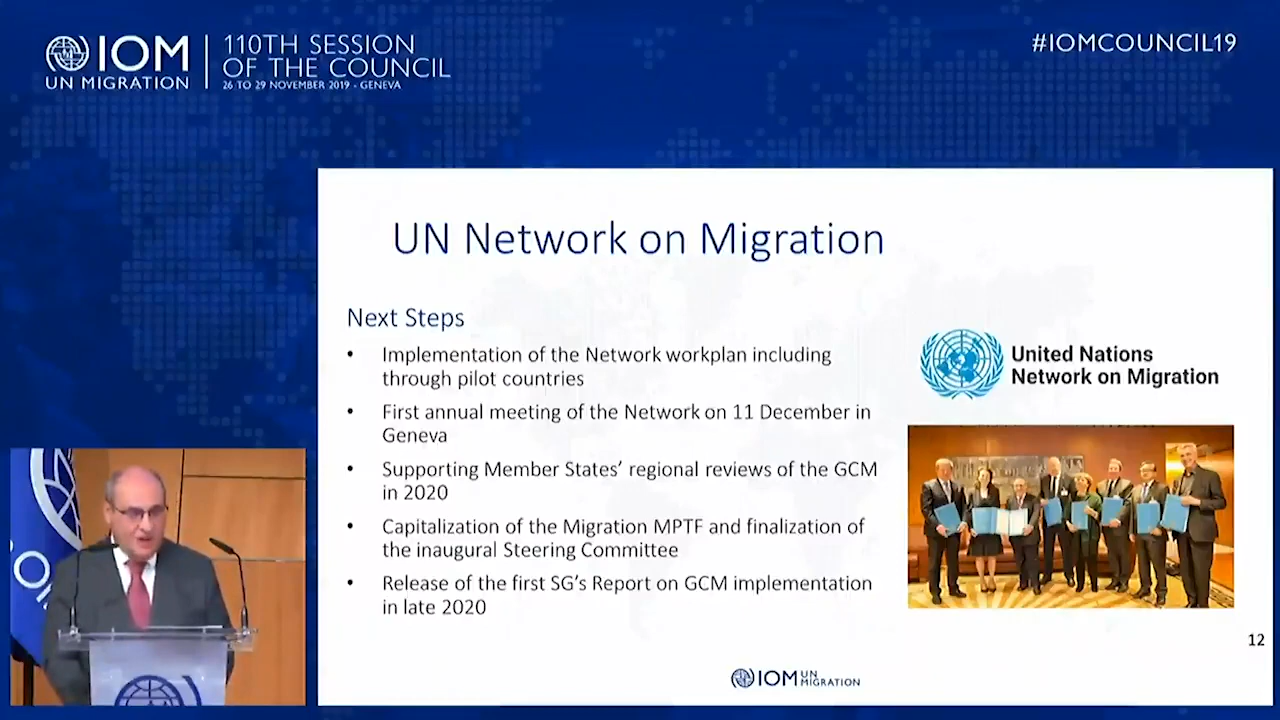 IOM
UN MIGRATION
110TH SESSION
OF THE COUNCIL
26 TO 29 NOVEMBER 2019 - GENEVA
#IOMCOUNCIL19
UN Network on Migration
Next Steps
• Implementation of the Network workplan including
through pilot countries
• First annual meeting of the Network on 11 December in
Geneva
• Supporting Member States’ regional reviews of the GCM
in 2020
• Capitalization of the Migration MPTF and finalization of
the inaugural Steering Committee
• Release of the first SG’s Report on GCM implementation
in late 2020
United Nations
Network on Migration
12
IOM UN
MIGRATION